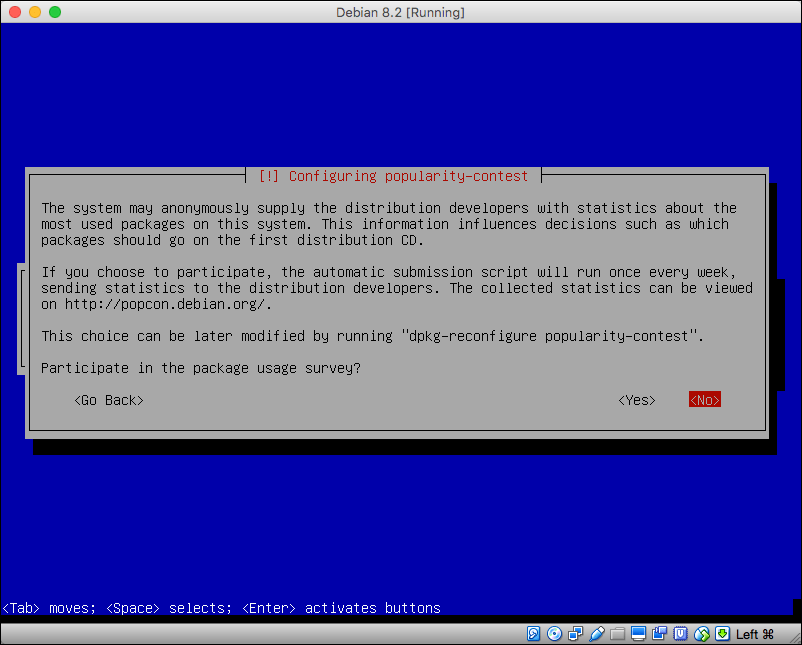 Debian 8.2 [Running]
[!] Configuring popularity-contest
The system may anonymously supply the distribution developers with statistics about the
most used packages on this system. This information influences decisions such as which
packages should go on the first distribution CD.
If you choose to participate, the automatic submission script will run once every week,
sending statistics to the distribution developers. The collected statistics can be viewed
on http://popcon.debian.org/.
This choice can be later modified by running "dpkg-reconfigure popularity-contest".
Participate in the package usage survey?
<Go Back> <Yes> <No>
<Tab> moves; <Space> selects; <Enter> activates buttons
Left ⌘